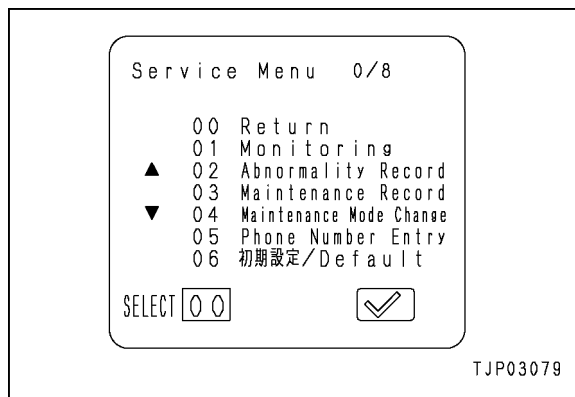 Service Menu 0/8
00 Return
01 Monitoring
▲ 02 Abnormality Record
03 Maintenance Record
▼ 04 Maintenance Mode Change
05 Phone Number Entry
06 初期設定/Default
SELECT 00
TJP03079